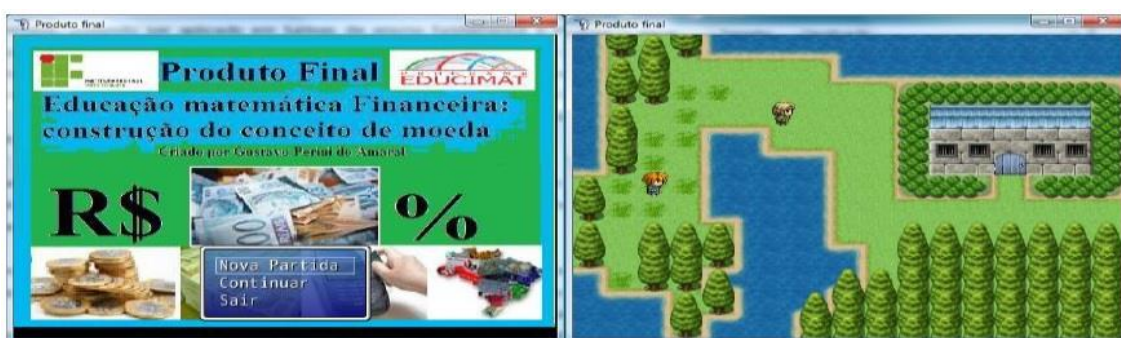 Produto final
Produto Final
EDUCIMAT
Educação matemática Financeira:
construção do conceito de moeda
Criado por Gustavo Perini do Amaral
R$ %
Nova Partida
Continuar
Sair
Produto final